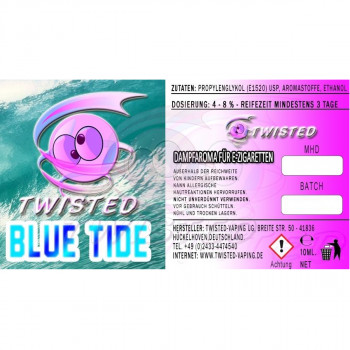 TWISTED
BLUE TIDE
ZUTATEN: PROPYLENGLYKOL (E1520) USP, AROMASTOFFE, ETHANOL
DOSIERUNG: 4 - 8 % - REIFEZEIT MINDESTENS 3 TAGE
TWISTED
DAMPFAROMA FÜR E-ZIGARETTEN
MHD
AUßERHALB DER REICHWEITE
VON KINDERN AUFBEWAHREN
KANN ALLERGISCHE
HAUTREAKTIONEN HERVORRUFEN
NICHT UNVERDÜNNT VERWENDEN
VOR GEBRAUCH SCHÜTTELN
KÜHL UND TROCKEN LAGERN.
BATCH
HERSTELLER: TWISTED-VAPING LG, BREITE STR. 50 - 41836
HÜCKELHOVEN,DEUTSCHLAND
TEL. +49 (0)2433-4474540
INTERNET: WWW.TWISTED-VAPING.DE
Achtung
10ML.
NET